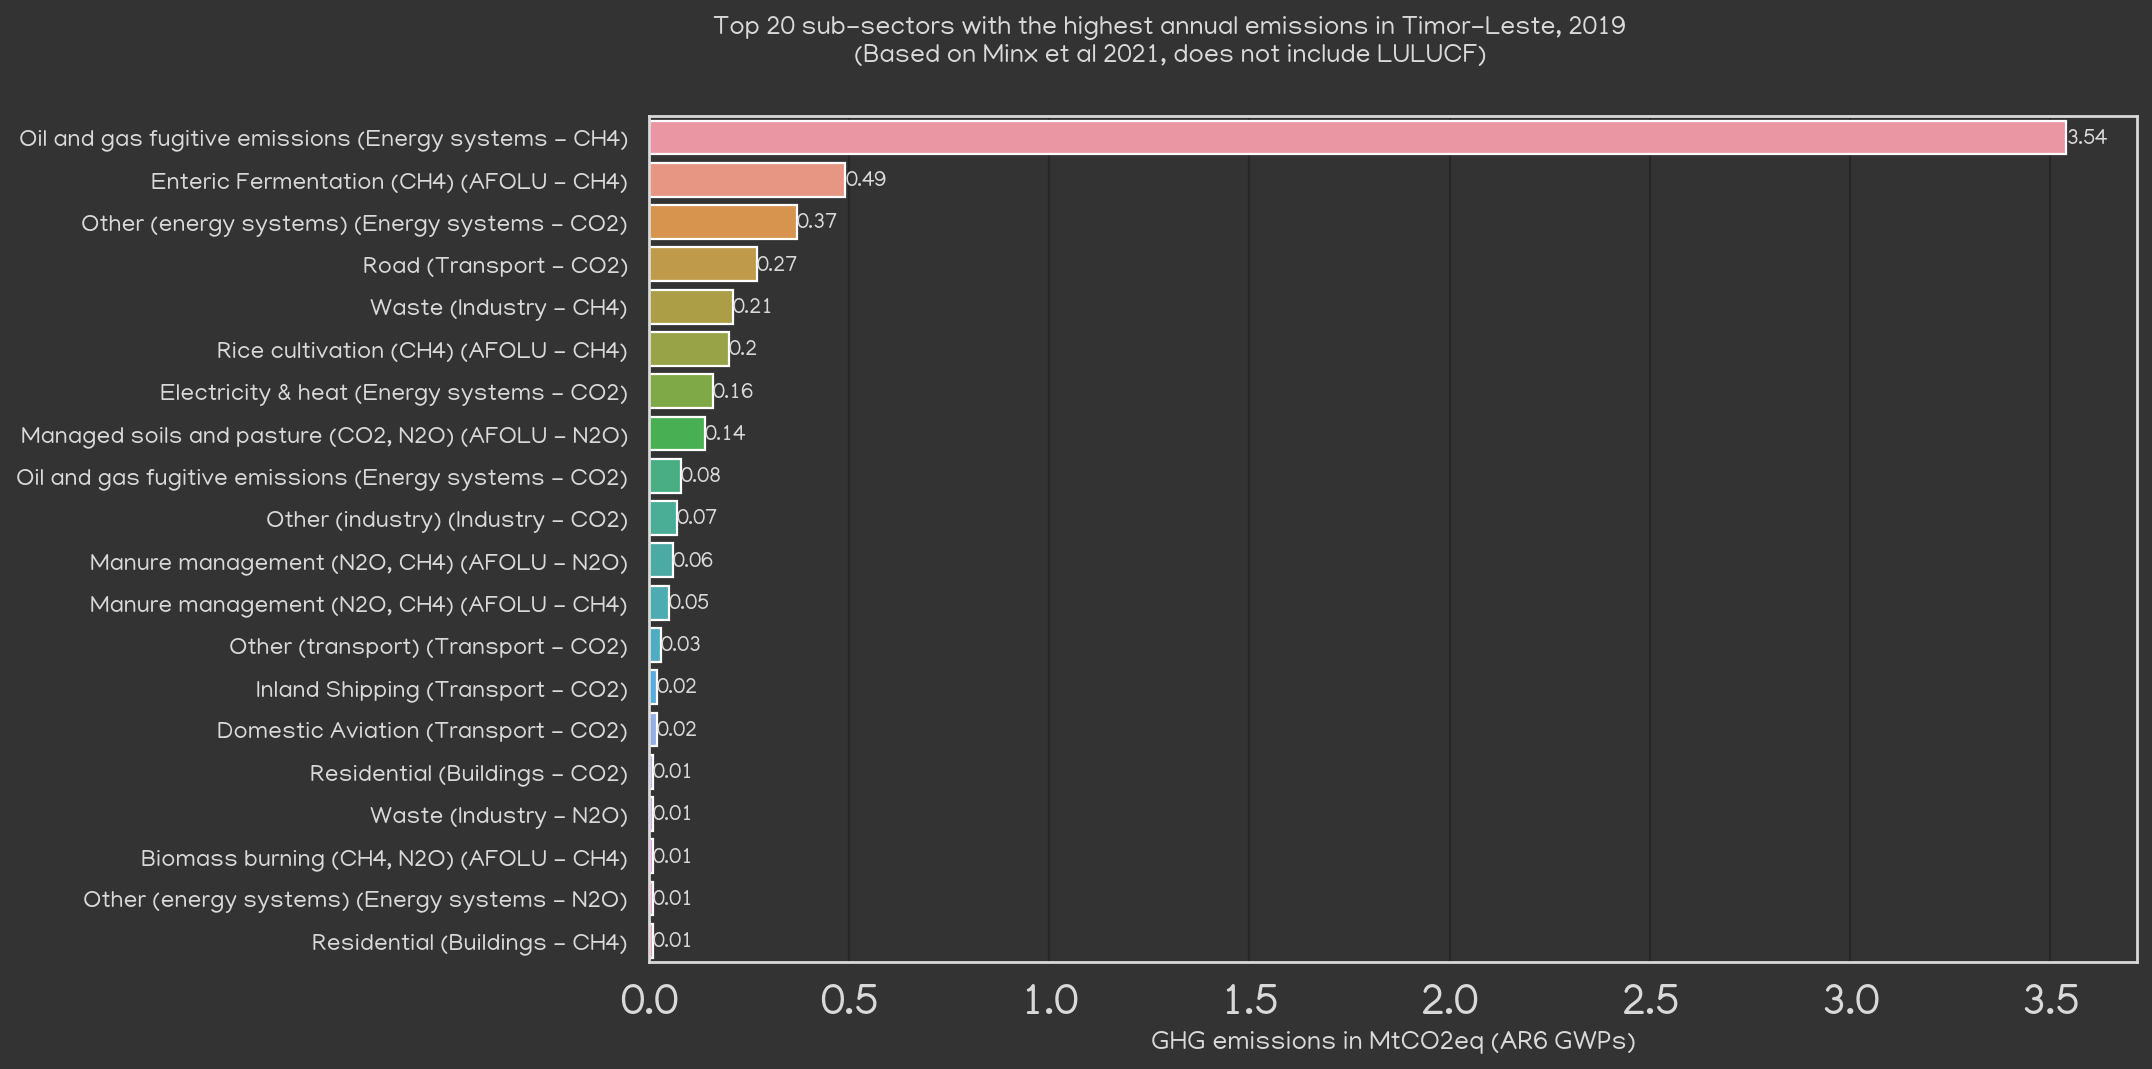 Top 20 sub-sectors with the highest annual emissions in Timor-Leste, 2019
(Based on Minx et al 2021, does not include LULUCF)
Oil and gas fugitive emissions (Energy systems - CH4) 3.54
Enteric Fermentation (CH4) (AFOLU - CH4) 0.49
Other (energy systems) (Energy systems - CO2) 0.37
Road (Transport - CO2) 0.27
Waste (Industry - CH4) 0.21
Rice cultivation (CH4) (AFOLU - CH4) 0.2
Electricity & heat (Energy systems - CO2) 0.16
Managed soils and pasture (CO2, N2O) (AFOLU - N2O) 0.14
Oil and gas fugitive emissions (Energy systems - CO2) 0.08
Other (industry) (Industry - CO2) 0.07
Manure management (N2O, CH4) (AFOLU - N2O) 0.06
Manure management (N2O, CH4) (AFOLU - CH4) 0.05
Other (transport) (Transport - CO2) 0.03
Inland Shipping (Transport - CO2) 0.02
Domestic Aviation (Transport - CO2) 0.02
Residential (Buildings - CO2) 0.01
Waste (Industry - N2O) 0.01
Biomass burning (CH4, N2O) (AFOLU - CH4) 0.01
Other (energy systems) (Energy systems - N2O) 0.01
Residential (Buildings - CH4) 0.01
0.0 0.5 1.0 1.5 2.0 2.5 3.0 3.5
GHG emissions in MtCO2eq (AR6 GWPs)